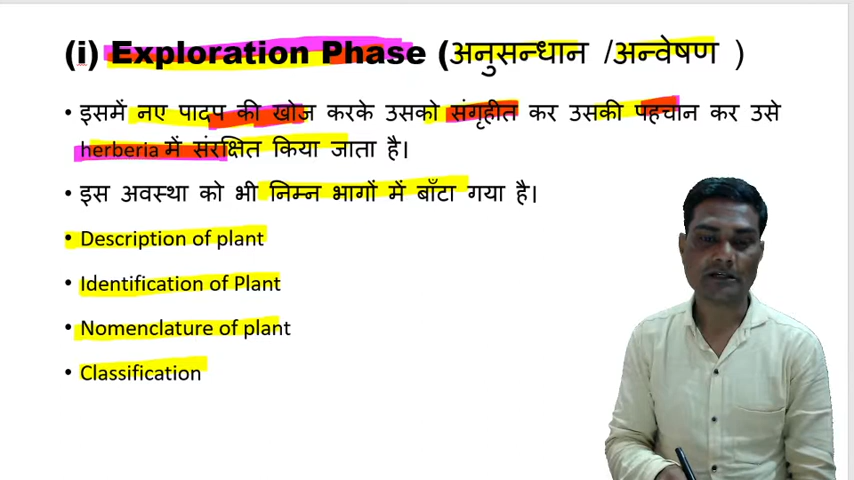 (i) Exploration Phase (अनुसन्धान /अन्वेषण )
• इसमें नए पादप की खोज करके उसको संगृहीत कर उसकी पहचान कर उसे
herberia में संरक्षित किया जाता है।
• इस अवस्था को भी निम्न भागों में बाँटा गया है।
• Description of plant
• Identification of Plant
• Nomenclature of plant
• Classification